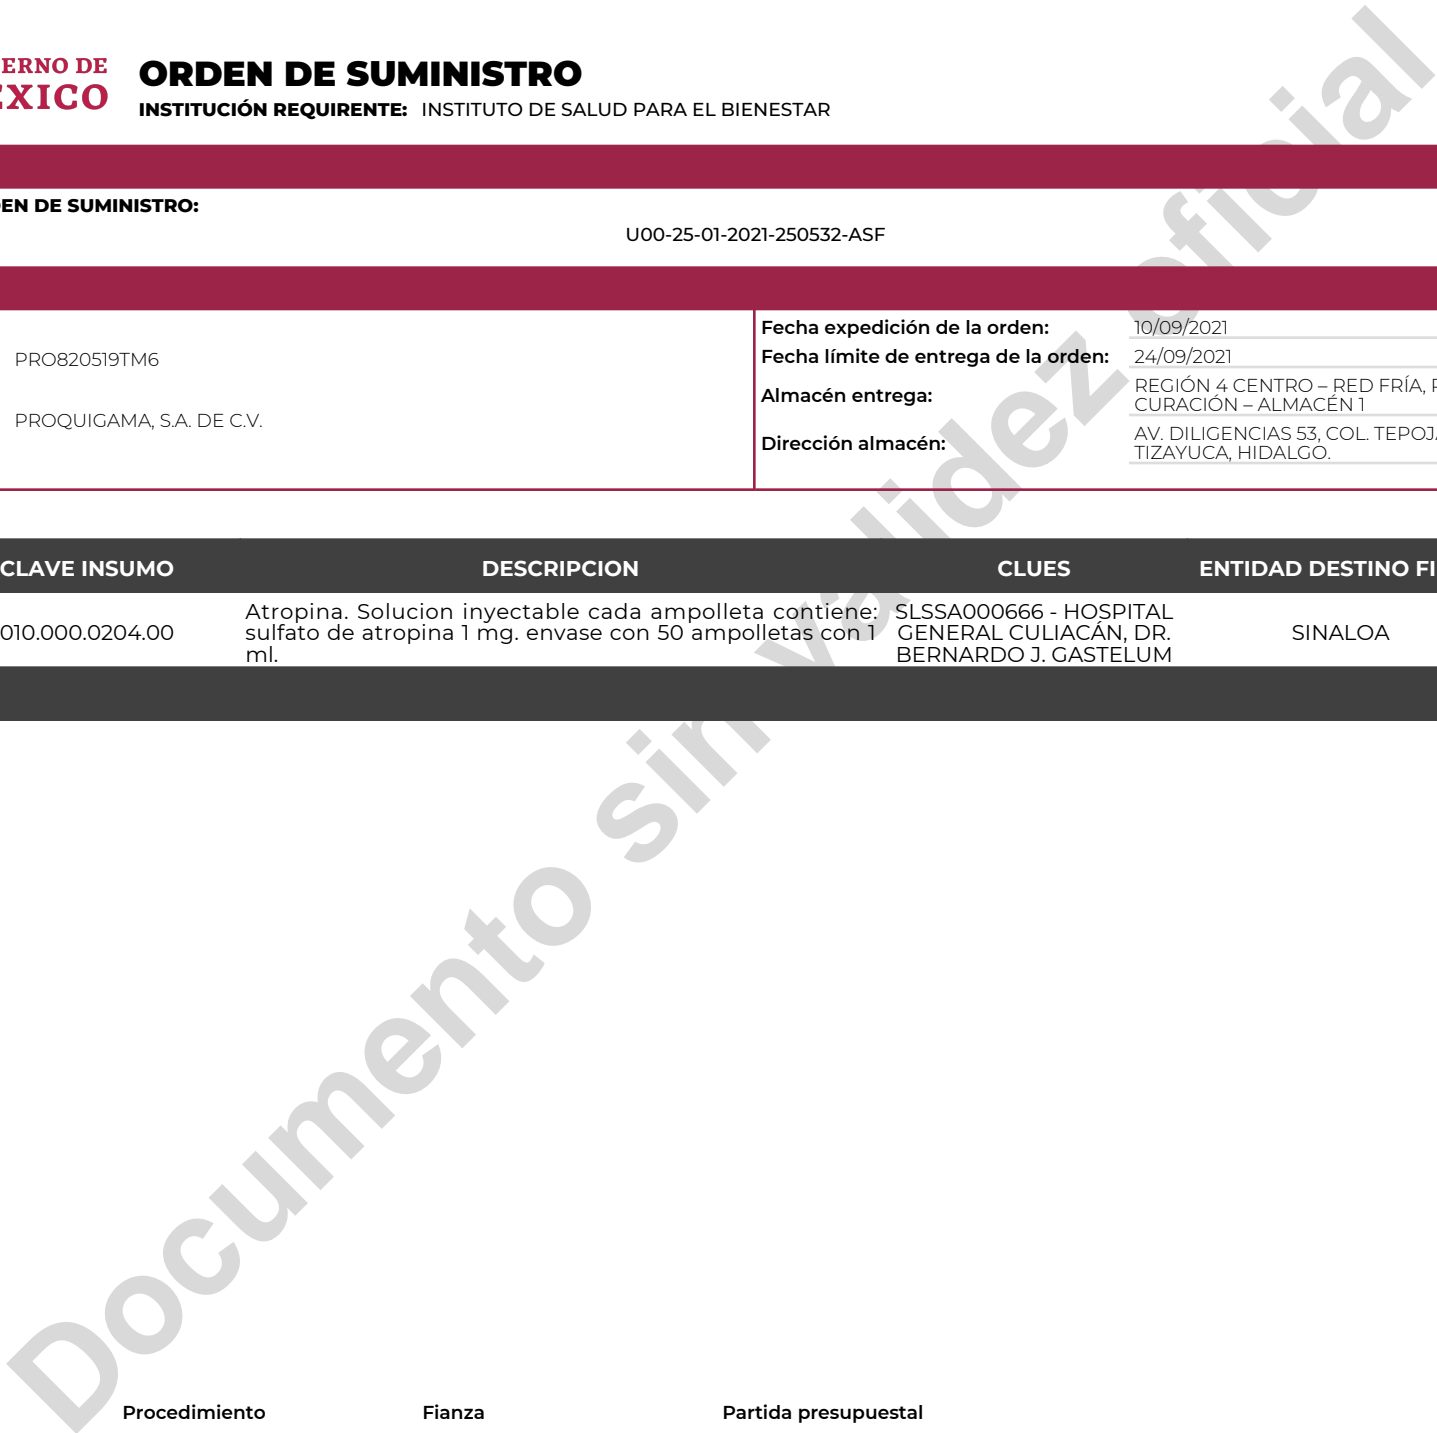 ERNO DE
ÉXICO
ORDEN DE SUMINISTRO
INSTITUCIÓN REQUIRENTE: INSTITUTO DE SALUD PARA EL BIENESTAR
EN DE SUMINISTRO:
U00-25-01-2021-250532-ASF
PRO820519TM6
PROQUIGAMA, S.A. DE C.V.
Fecha expedición de la orden: 10/09/2021
Fecha límite de entrega de la orden: 24/09/2021
Almacén entrega: REGIÓN 4 CENTRO – RED FRÍA,
CURACIÓN – ALMACÉN 1
Dirección almacén: AV. DILIGENCIAS 53, COL. TEPOJA
TIZAYUCA, HIDALGO.
CLAVE INSUMO DESCRIPCION CLUES ENTIDAD DESTINO FI
010.000.0204.00
Atropina. Solucion inyectable cada ampolleta contiene:
sulfato de atropina 1 mg. envase con 50 ampolletas con 1
ml.
SLSSA000666 - HOSPITAL
GENERAL CULIACÁN, DR.
BERNARDO J. GASTELUM
SINALOA
Documento sin validez oficial
Procedimiento Fianza Partida presupuestal